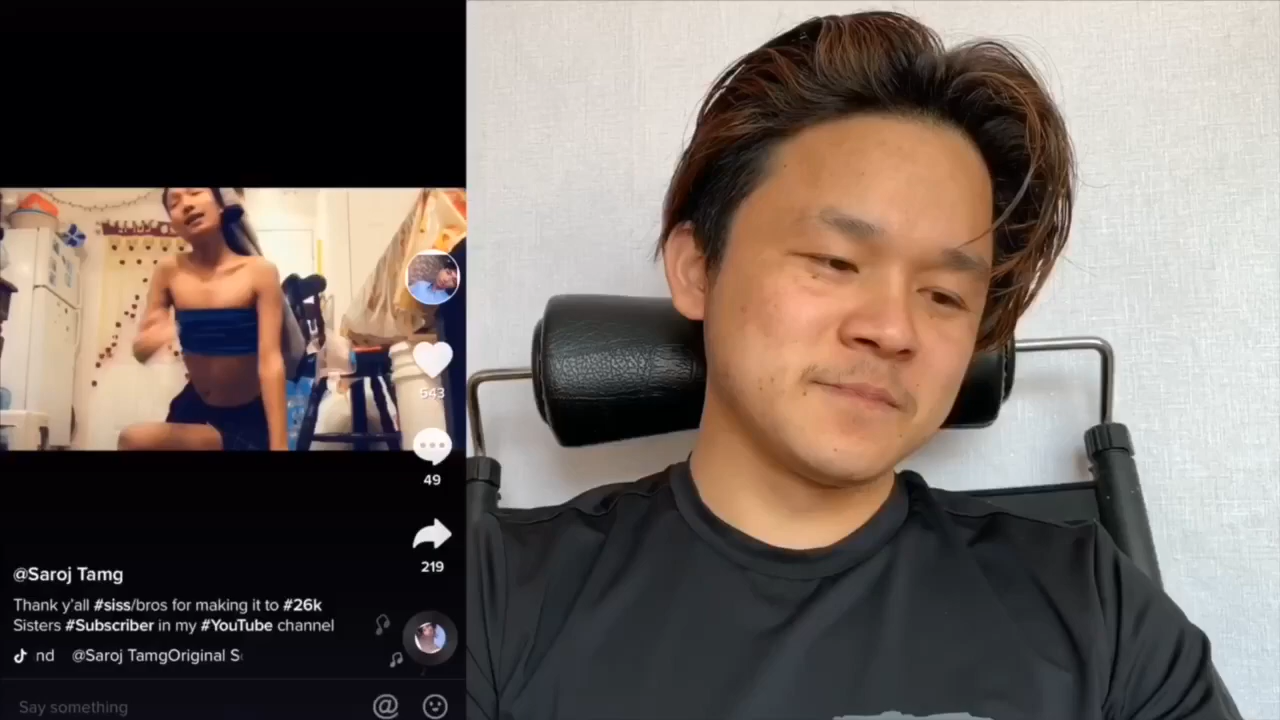 543
49
219
@Saroj Tamg
Thank y'all #siss/bros for making it to #26k
Sisters #Subscriber in my #YouTube channel
nd @Saroj TamgOriginal S
Say something